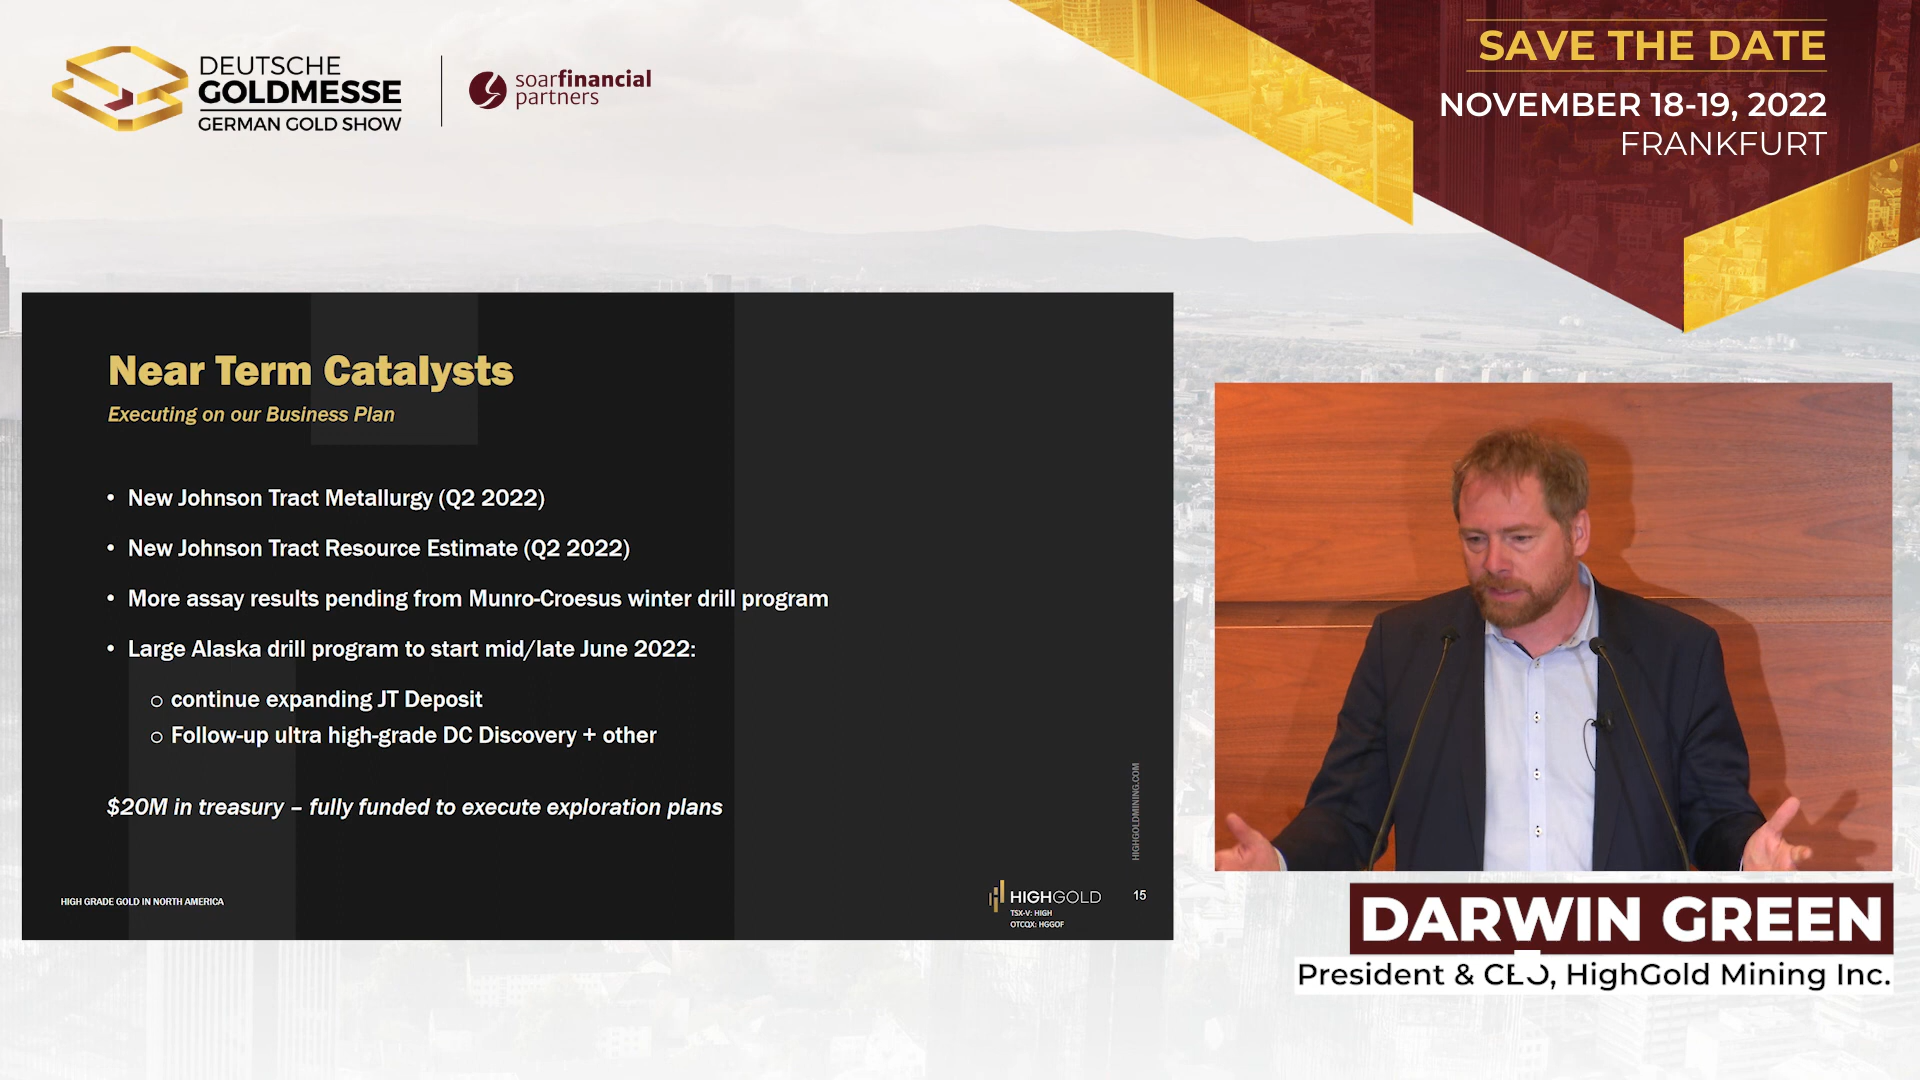 DEUTSCHE
GOLDMESSE
GERMAN GOLD SHOW
soarfinancial
partners
SAVE THE DATE
NOVEMBER 18-19, 2022
FRANKFURT
Near Term Catalysts
Executing on our Business Plan
• New Johnson Tract Metallurgy (Q2 2022)
• New Johnson Tract Resource Estimate (Q2 2022)
• More assay results pending from Munro-Croesus winter drill program
• Large Alaska drill program to start mid/late June 2022:
○ continue expanding JT Deposit
○ Follow-up ultra high-grade DC Discovery + other
$20M in treasury – fully funded to execute exploration plans
HIGHGOLDMINING.COM
HIGH GRADE GOLD IN NORTH AMERICA
HIGHGOLD
TSX-V: HIGH
OTCQX: HGGOF
15
DARWIN GREEN
President & CEO, HighGold Mining Inc.